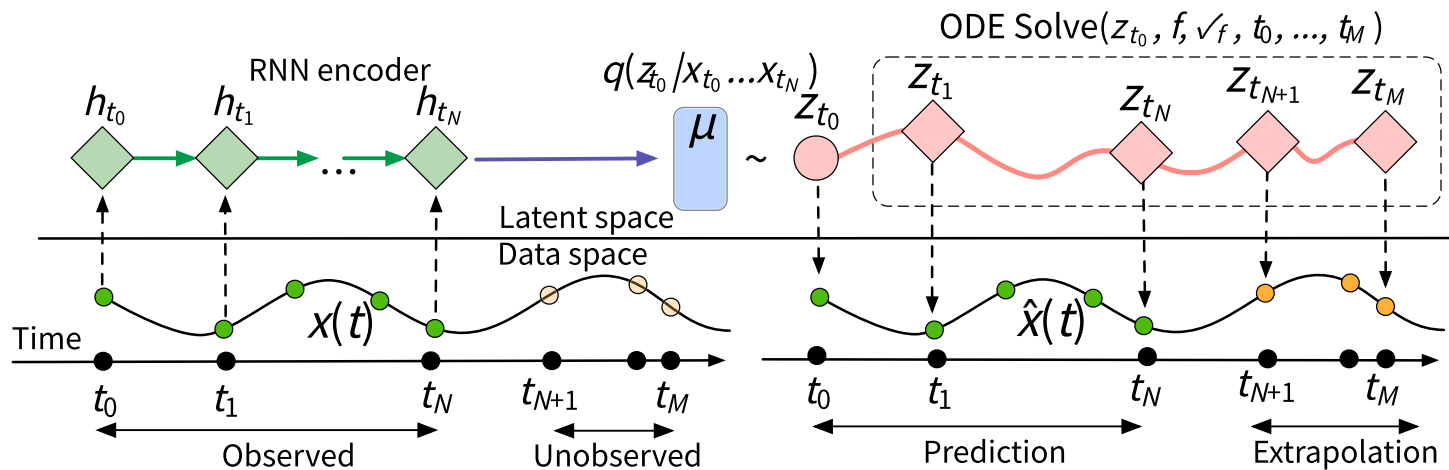 ODE Solve(z_{t_0}, f, √_f, t_0, ..., t_M)
RNN encoder
q(z_{t_0}|x_{t_0}...x_{t_N})
h_{t_0} h_{t_1} ... h_{t_N}
μ ~
z_{t_0} z_{t_1} z_{t_N} z_{t_{N+1}} z_{t_M}
Latent space
Data space
x(t)
x̂(t)
Time
t_0 t_1 t_N t_{N+1} t_M
t_0 t_1 t_N t_{N+1} t_M
Observed
Unobserved
Prediction
Extrapolation